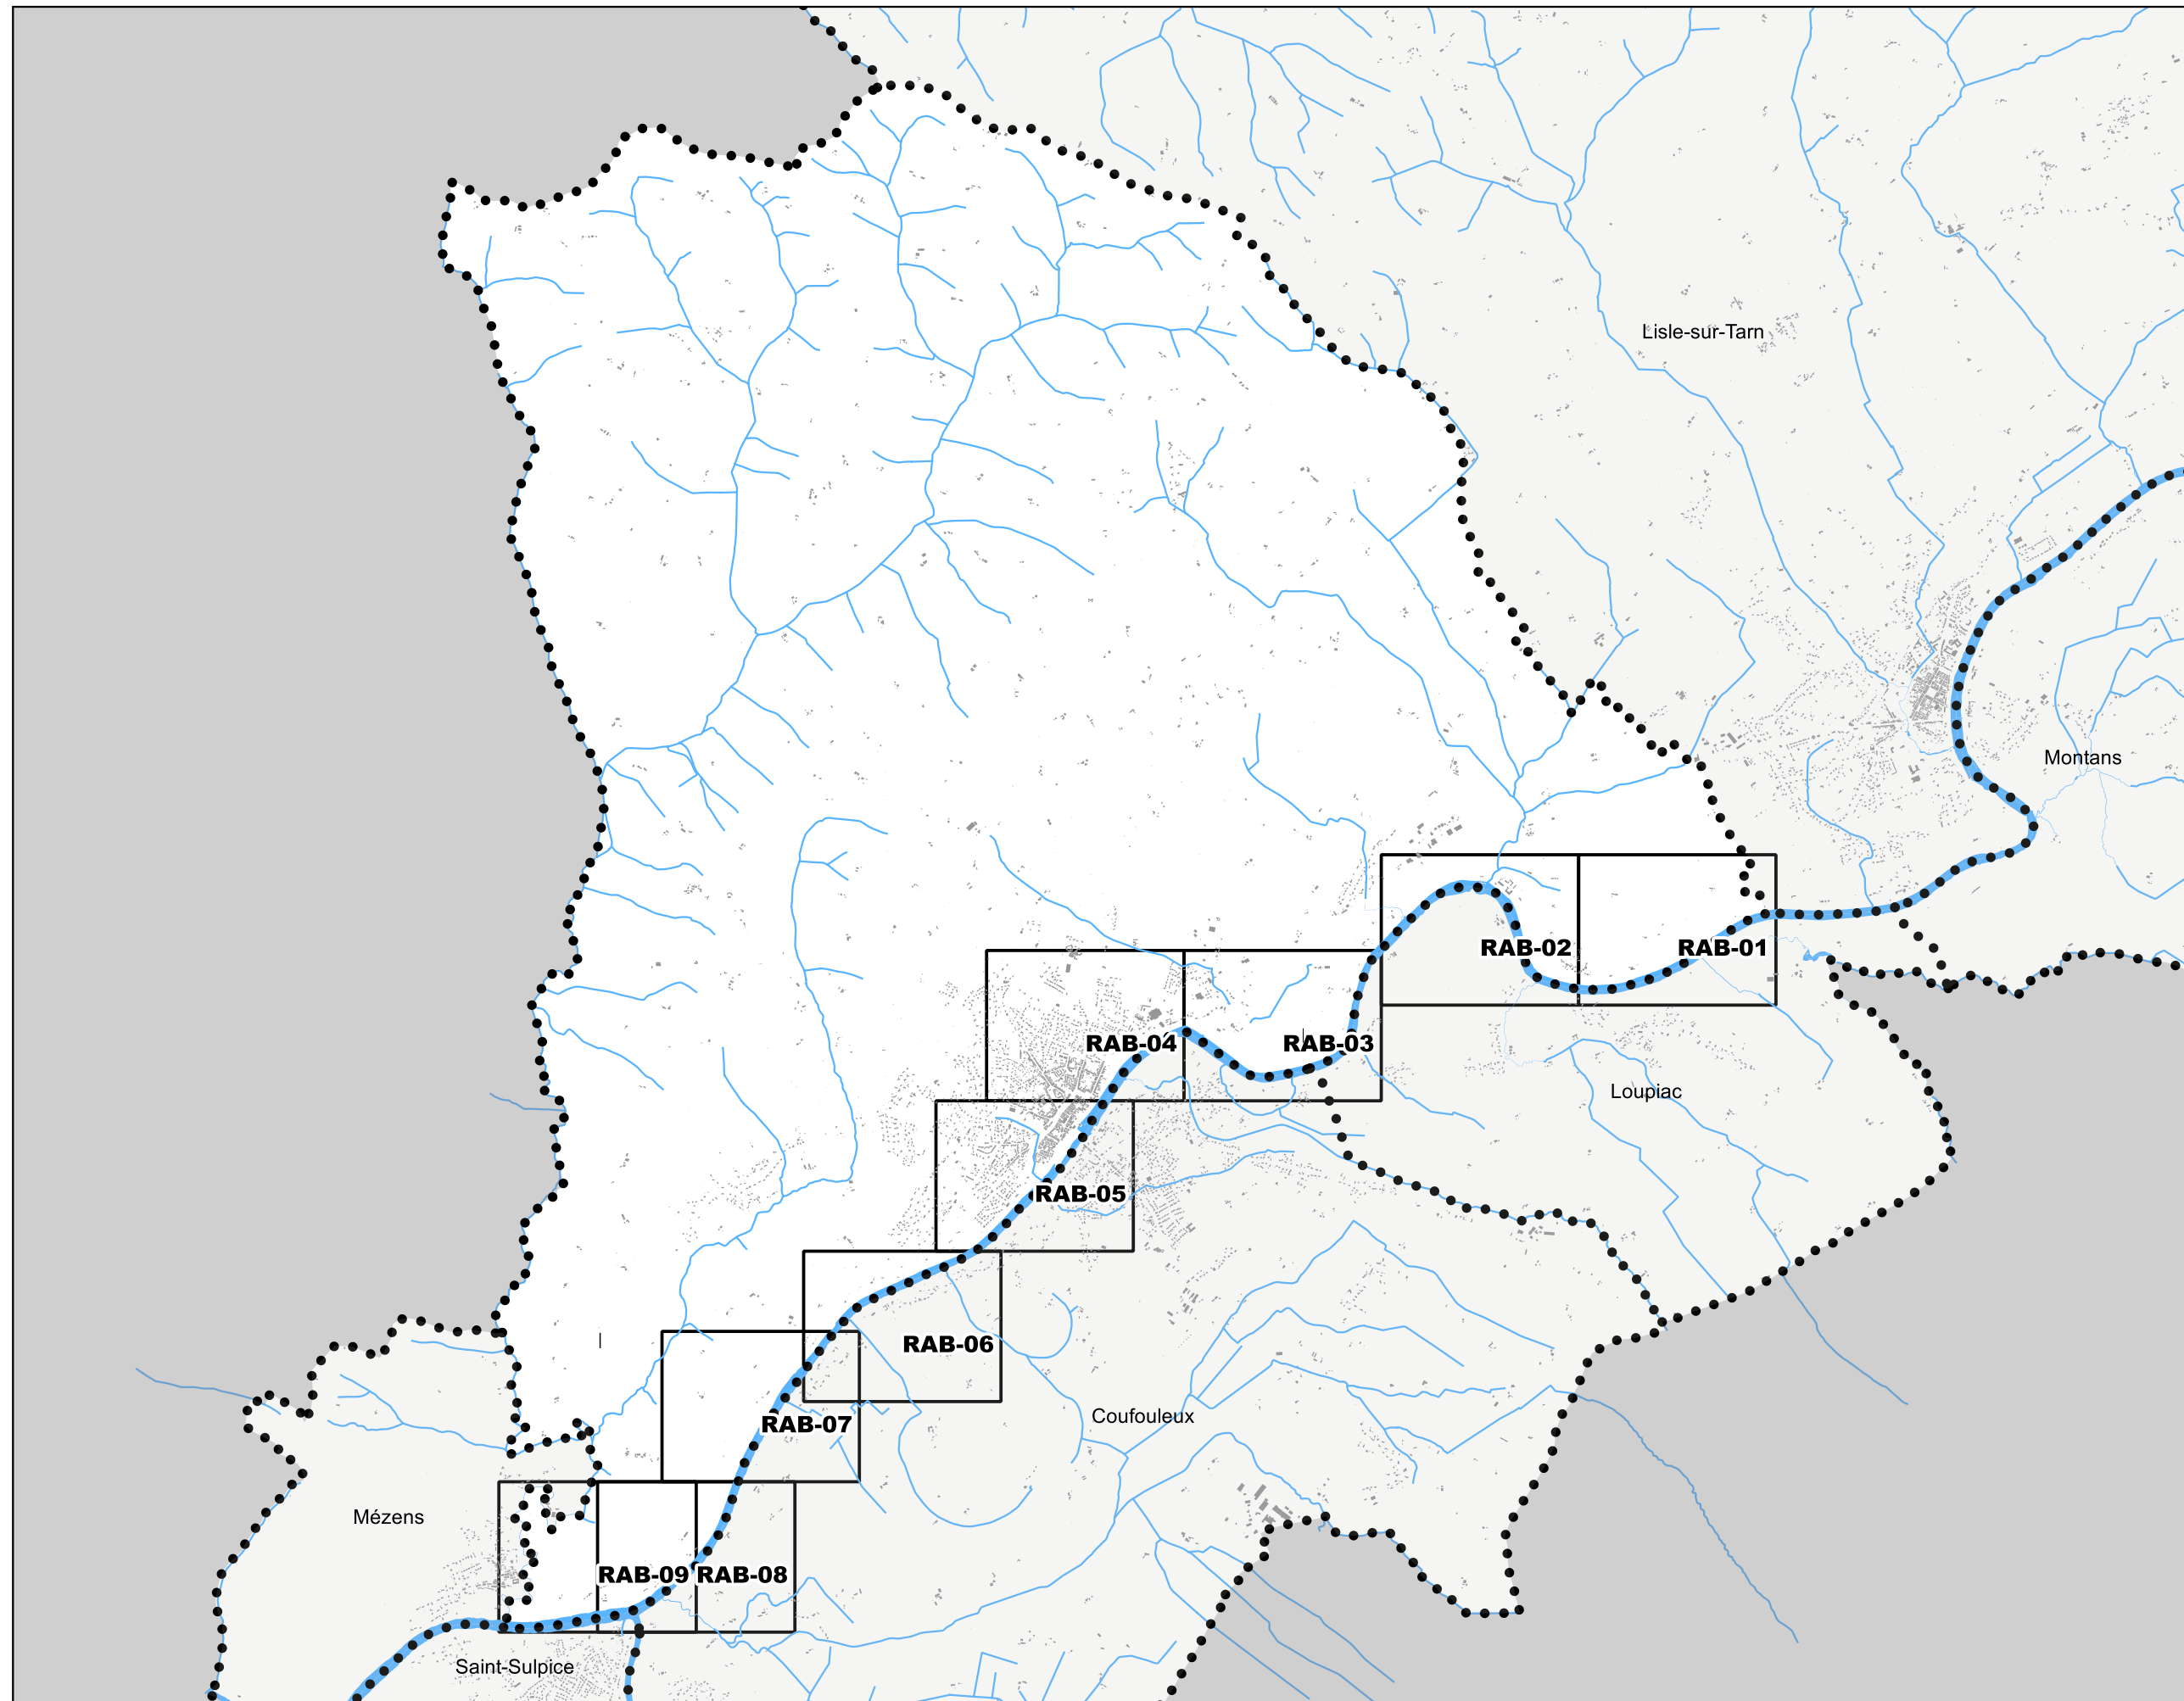 Lisle-sur-Tarn
Montans
RAB-02
RAB-01
RAB-04
RAB-03
Loupiac
RAB-05
RAB-06
Coufouleux
RAB-07
Mézens
RAB-09
RAB-08
Saint-Sulpice